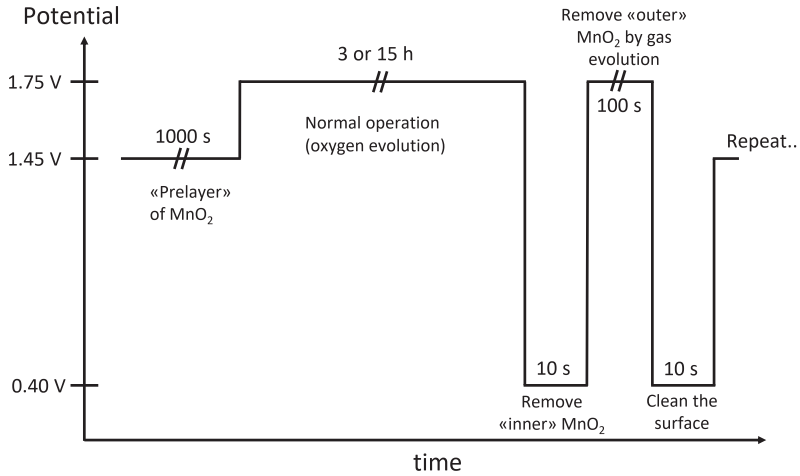 Potential
Remove «outer»
MnO₂ by gas
evolution
3 or 15 h
1.75 V
100 s
Normal operation
(oxygen evolution)
1000 s
Repeat..
1.45 V
«Prelayer»
of MnO₂
10 s
10 s
0.40 V
Remove
«inner» MnO₂
Clean the
surface
time